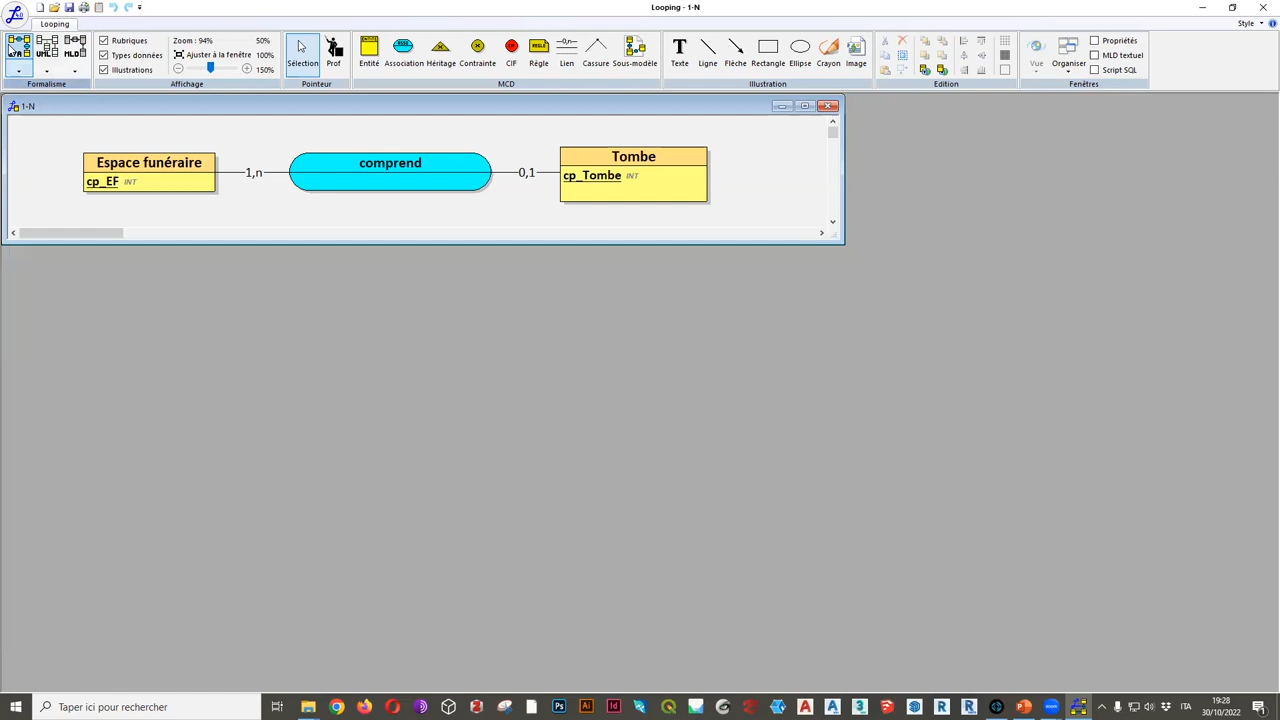 Looping - 1-N
Looping
Style
MCD
UML
MLD
Rubriques
Types données
Illustrations
Zoom : 94%
50%
Ajuster à la fenêtre
100%
150%
Sélection
Prof
Entité
Association
Héritage
Contrainte
CIF
Règle
Lien
Cassure
Sous-modèle
Texte
Ligne
Flèche
Rectangle
Ellipse
Crayon
Image
Vue
Organiser
Propriétés
MLD textuel
Script SQL
Formalisme
Affichage
Pointeur
MCD
Illustration
Edition
Fenêtres
1-N
Espace funéraire
cp_EF INT
1,n
comprend
0,1
Tombe
cp_Tombe INT
Taper ici pour rechercher
ITA
19:28
30/10/2022